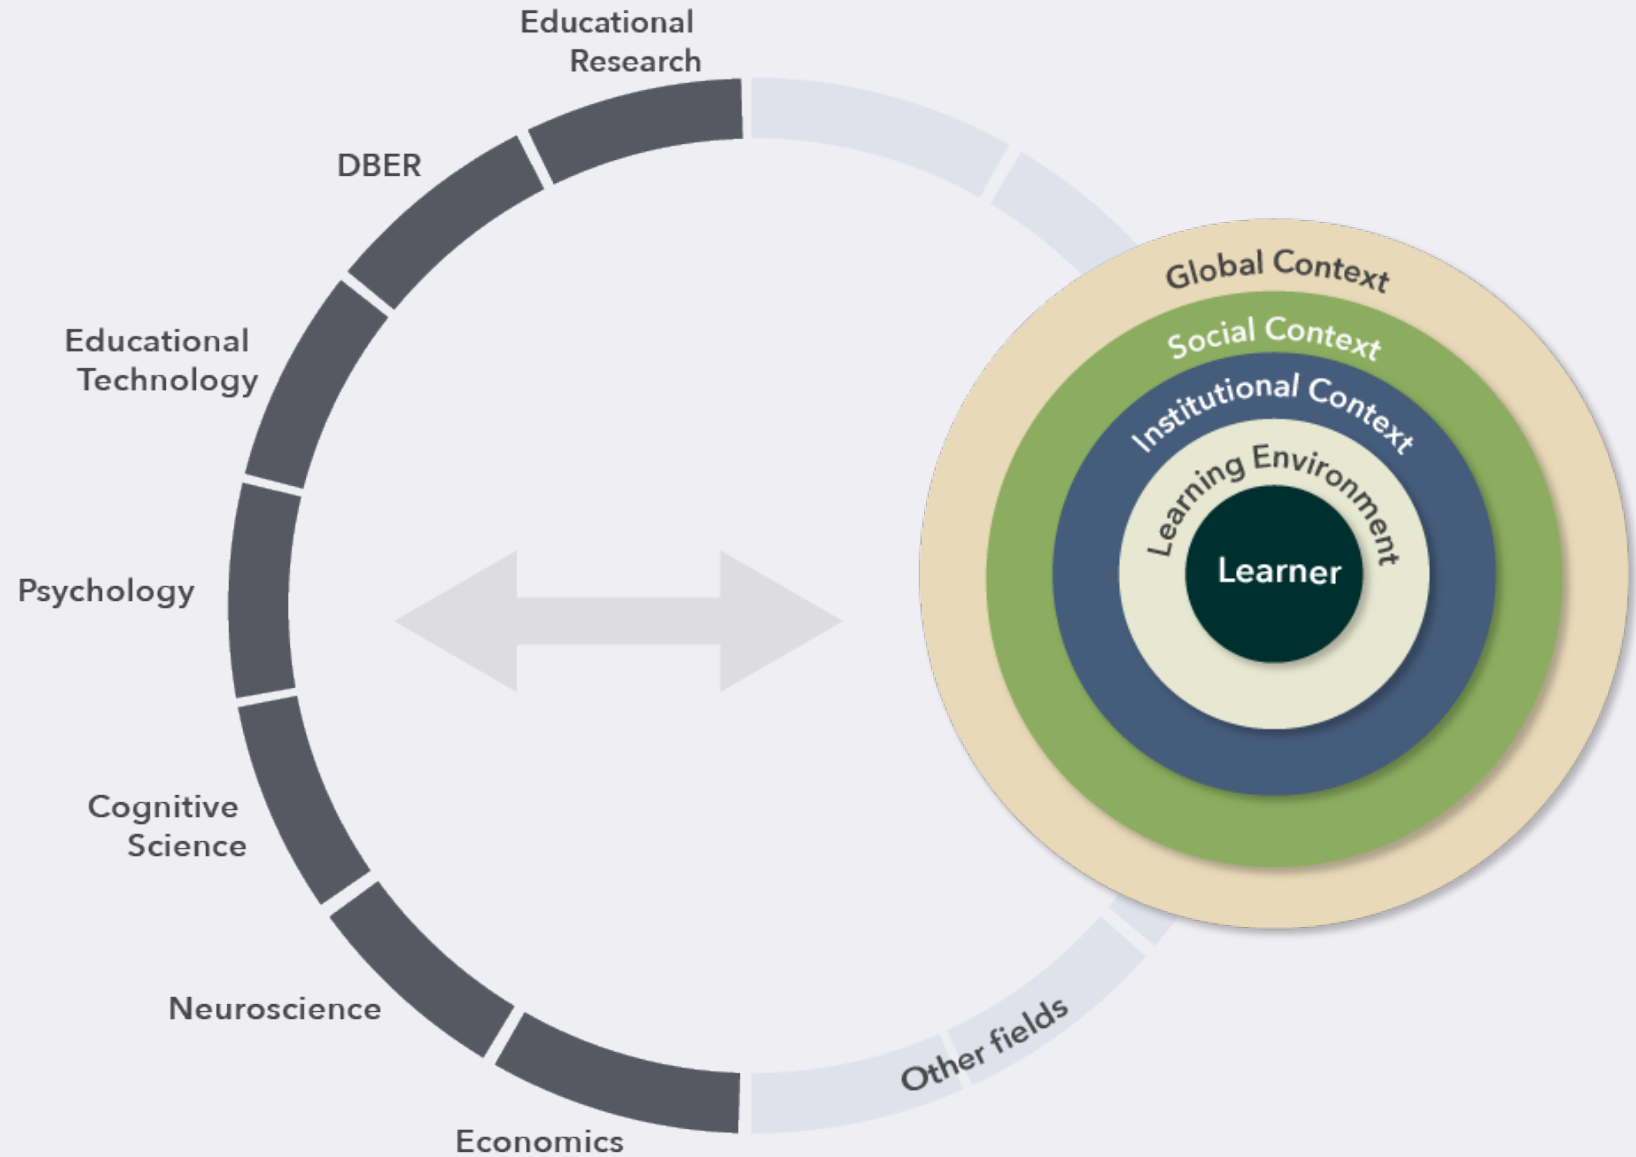 Educational
Research
DBER
Educational
Technology
Psychology
Cognitive
Science
Neuroscience
Economics
Other fields
Global Context
Social Context
Institutional Context
Learning Environment
Learner